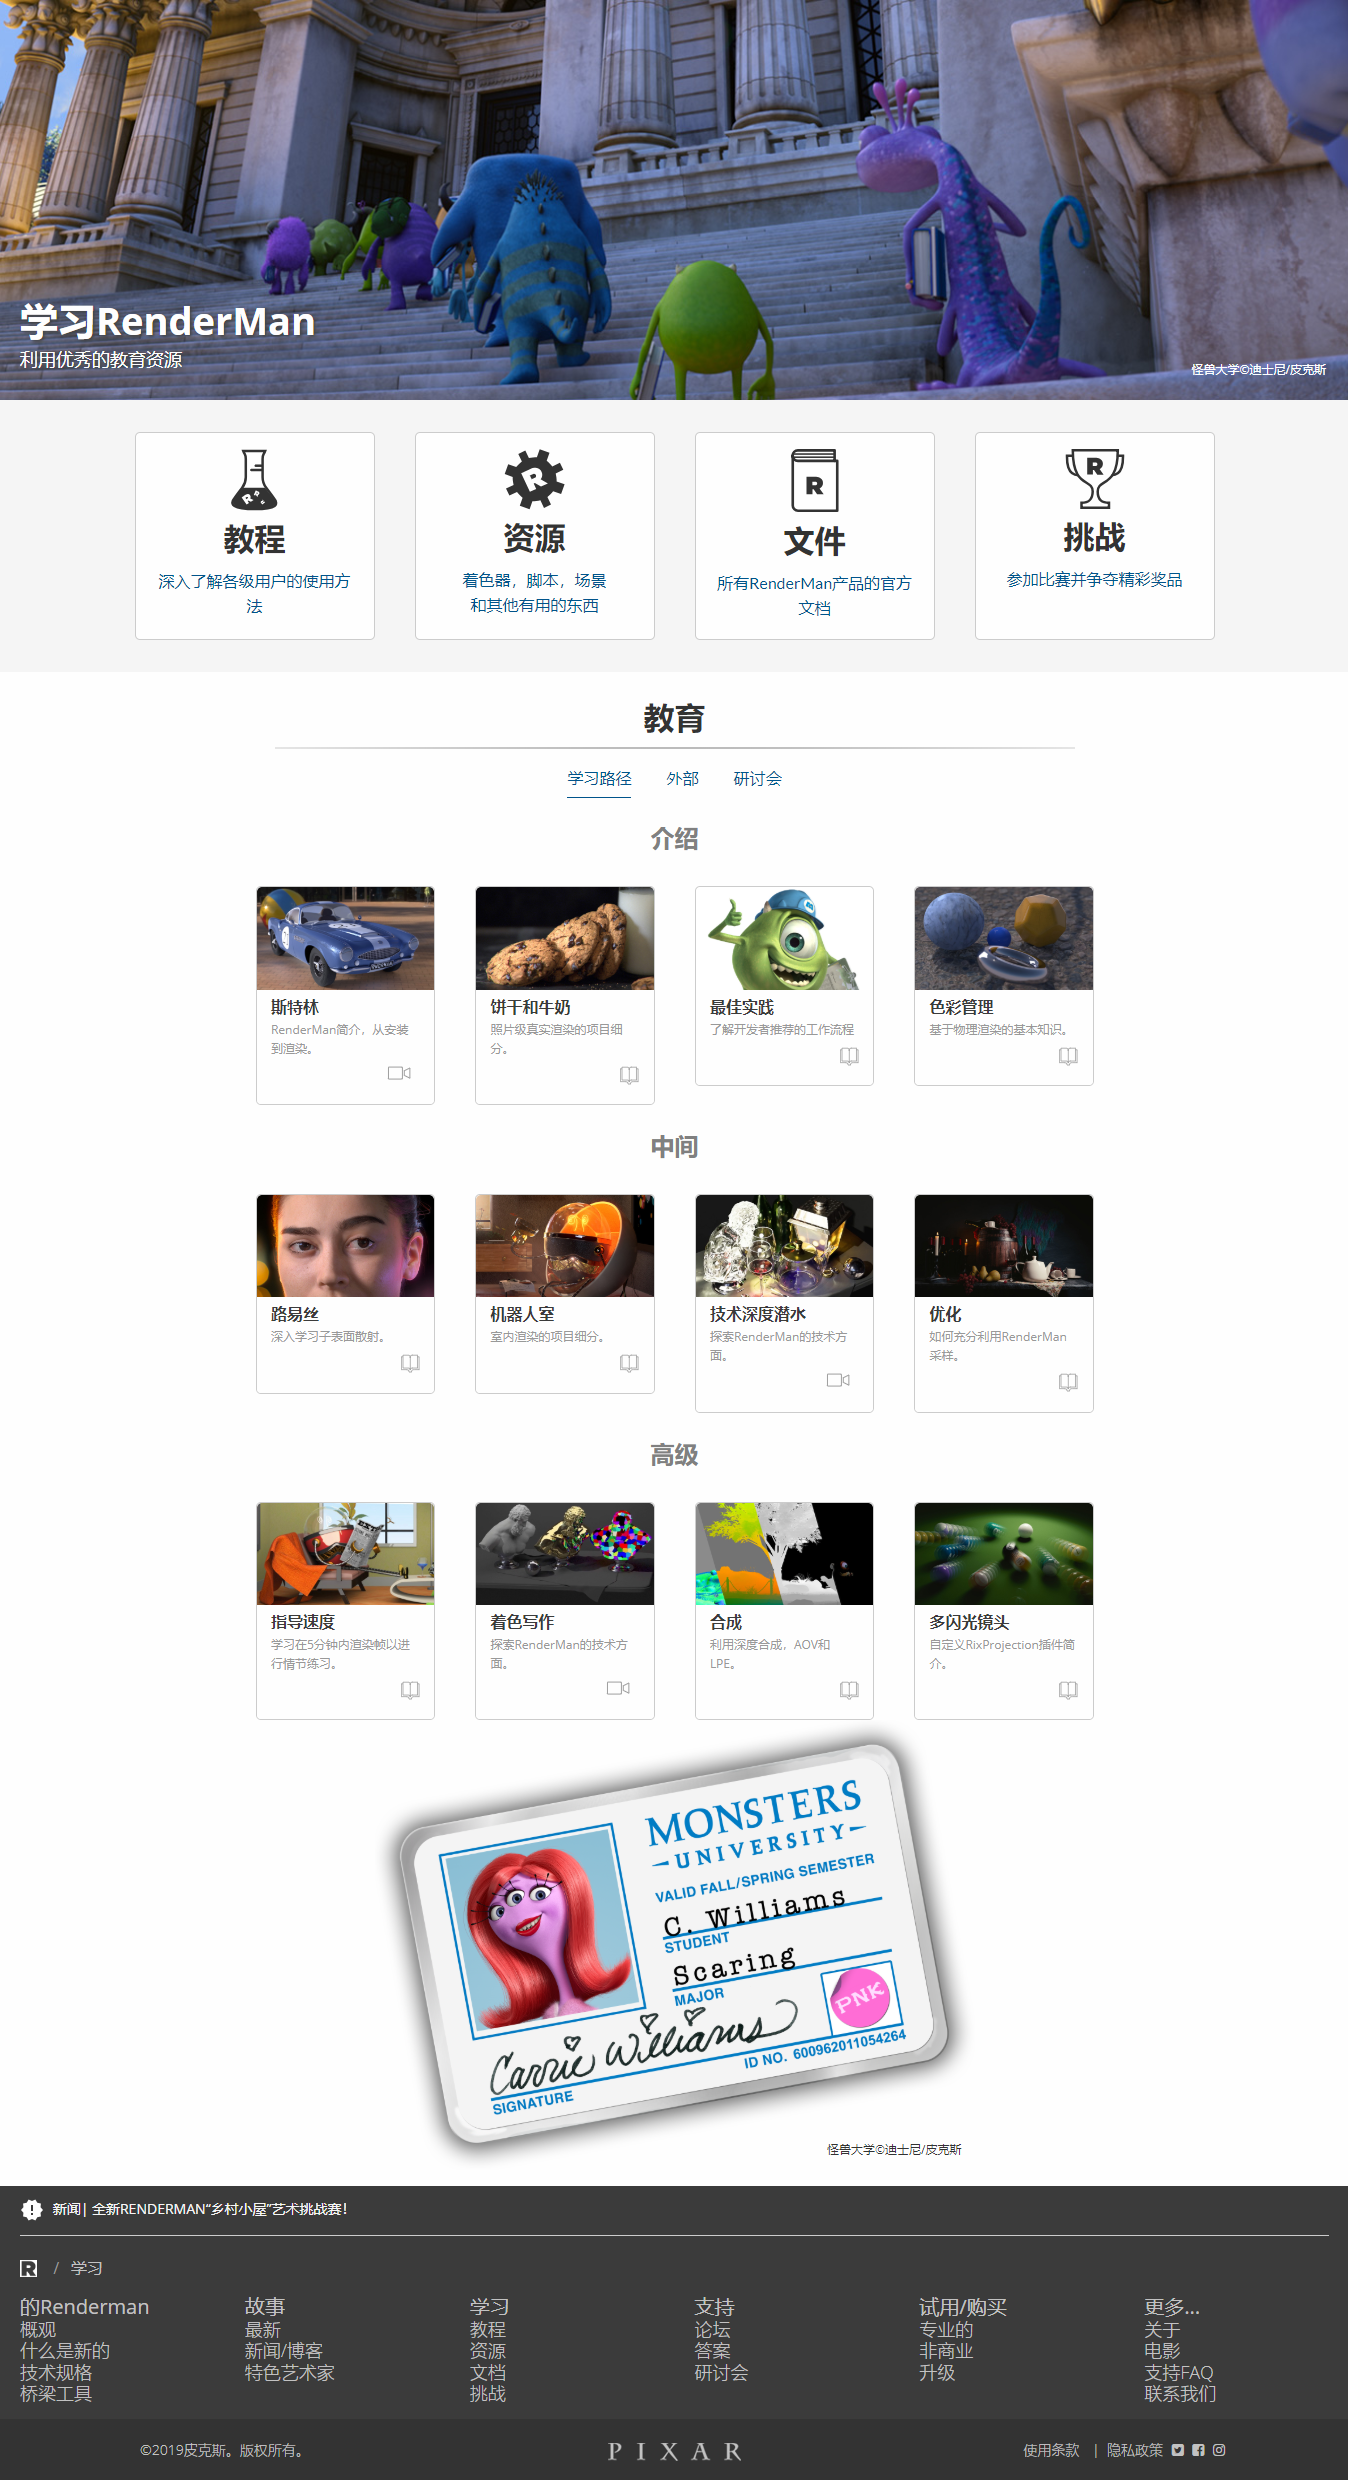 学习RenderMan
利用优秀的教育资源
怪兽大学©迪士尼/皮克斯
教程
深入了解各级用户的使用方
法
资源
着色器，脚本，场景
和其他有用的东西
文件
所有RenderMan产品的官方
文档
挑战
参加比赛并争夺精彩奖品
教育
学习路径 外部 研讨会
介绍
斯特林
RenderMan简介，从安装
到渲染。
饼干和牛奶
照片级真实渲染的项目细
分。
最佳实践
了解开发者推荐的工作流程
色彩管理
基于物理渲染的基本知识。
中间
路易丝
深入学习子表面散射。
机器人室
室内渲染的项目细分。
技术深度潜水
探索RenderMan的技术方
面。
优化
如何充分利用RenderMan
采样。
高级
指导速度
学习在5分钟内渲染帧以进
行情节练习。
着色写作
探索RenderMan的技术方
面。
合成
利用深度合成，AOV和
LPE。
多闪光镜头
自定义RixProjection插件简
介。
MONSTERS
UNIVERSITY
VALID FALL/SPRING SEMESTER
C. Williams
STUDENT
Scaring
MAJOR
PNK
Carrie Williams
SIGNATURE
ID NO. 600962011054264
怪兽大学©迪士尼/皮克斯
新闻| 全新RENDERMAN“乡村小屋”艺术挑战赛！
R / 学习
的Renderman
概观
什么是新的
技术规格
桥梁工具
故事
最新
新闻/博客
特色艺术家
学习
教程
资源
文档
挑战
支持
论坛
答案
研讨会
试用/购买
专业的
非商业
升级
更多...
关于
电影
支持FAQ
联系我们
©2019皮克斯。版权所有。
PIXAR
使用条款 | 隐私政策